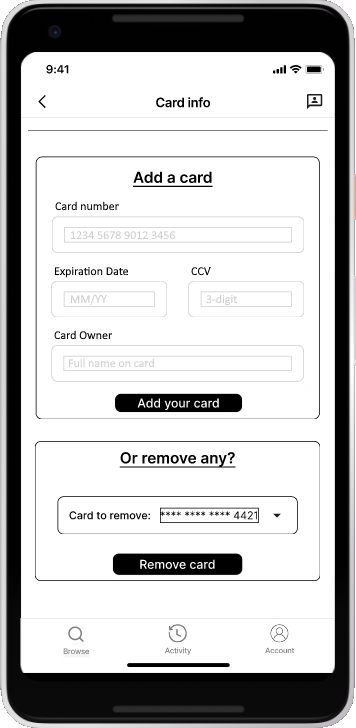 9:41
Card info
Add a card
Card number
1234 5678 9012 3456
Expiration Date CCV
MM/YY 3-digit
Card Owner
Full name on card
Add your card
Or remove any?
Card to remove: **** **** **** 4421
Remove card
Browse Activity Account